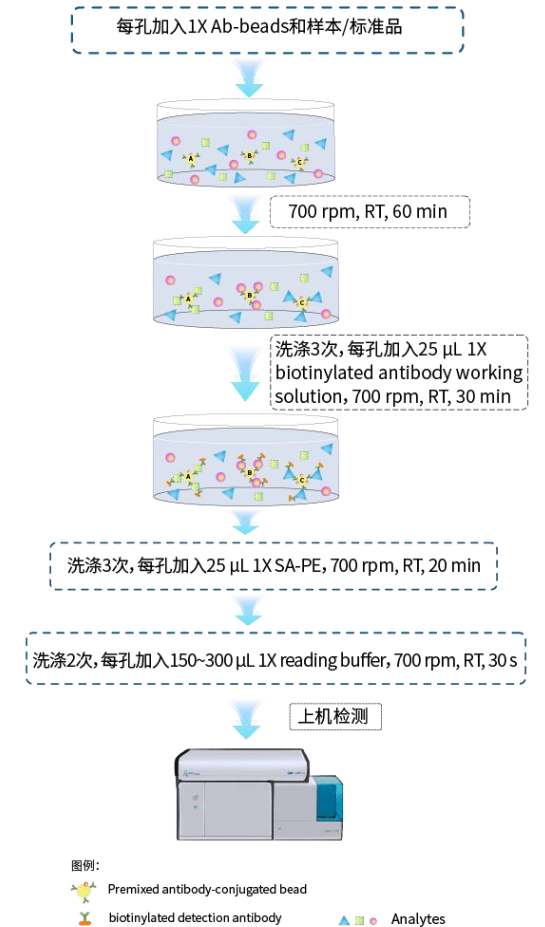 每孔加入1X Ab-beads和样本/标准品
A
B
C
700 rpm, RT, 60 min
A
B
C
洗涤3次，每孔加入25 μL 1X
biotinylated antibody working
solution，700 rpm, RT, 30 min
A
B
C
洗涤3次，每孔加入25 μL 1X SA-PE，700 rpm, RT, 20 min
洗涤2次，每孔加入150~300 μL 1X reading buffer，700 rpm, RT, 30 s
上机检测
图例：
Premixed antibody-conjugated bead
biotinylated detection antibody
Analytes